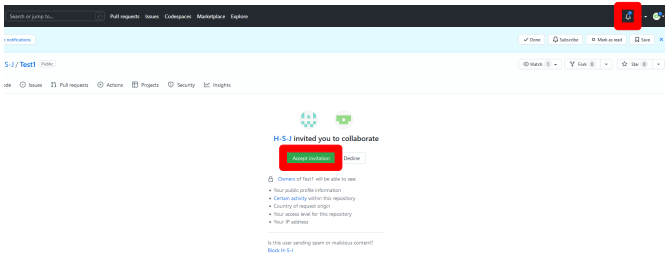 Search or jump to...
Pull requests Issues Codespaces Marketplace Explore
notifications
Done Subscribe Mark as read Save
S-J / Test1 Public
Watch 1 Fork 0 Star 0
ode Issues Pull requests Actions Projects Security Insights
H-S-J invited you to collaborate
Accept invitation Decline
Owners of Test1 will be able to see:
• Your public profile information
• Certain activity within this repository
• Country of request origin
• Your access level for this repository
• Your IP address
Is this user sending spam or malicious content?
Block H-S-J